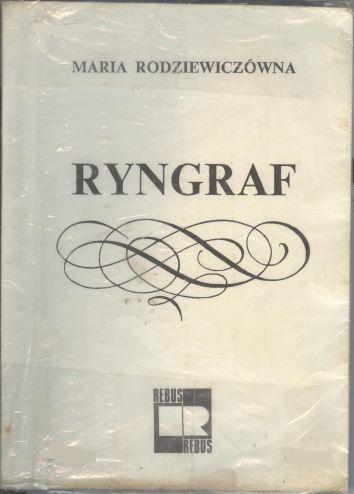 MARIA RODZIEWICZÓWNA
RYNGRAF
REBUS
R
REBUS